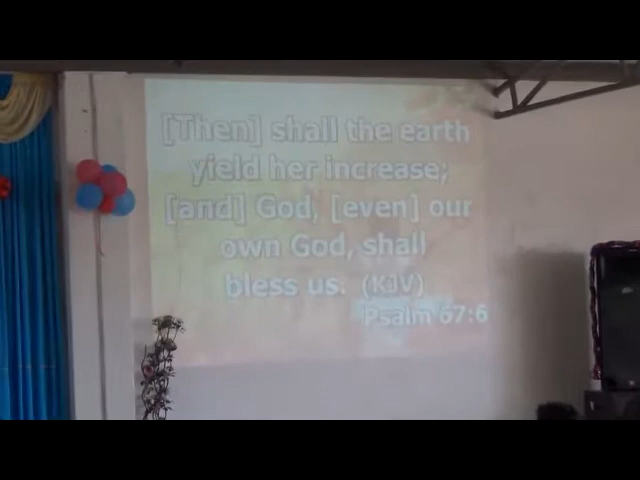 [Then] shall the earth
yield her increase;
[and] God, [even] our
own God, shall
bless us. (KJV)
Psalm 67:6